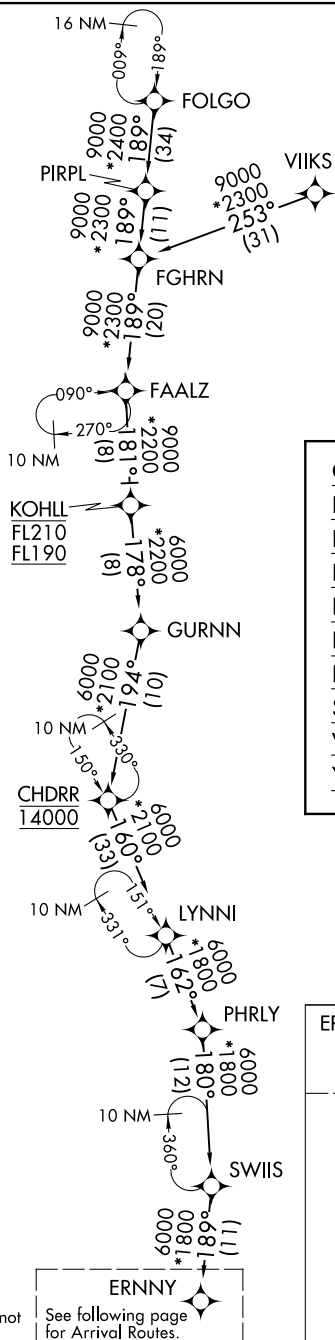 16 NM
009°
189°
FOLGO
9000
*2400
189°
(34)
VIIKS
PIRPL
9000
*2300
253°
(31)
9000
*2300
189°
(11)
FGHRN
9000
*2300
189°
(20)
FAALZ
090°
270°
10 NM
9000
*2200
181°
(8)
KOHLL
FL210
FL190
6000
*2200
178°
(8)
GURNN
6000
*2100
194°
(10)
10 NM
330°
150°
CHDRR
14000
6000
*2100
160°
(33)
10 NM
151°
331°
LYNNI
6000
*1800
162°
(7)
PHRLY
6000
*1800
180°
(12)
10 NM
360°
SWIIS
6000
*1800
189°
(11)
ERNNY
See following page
for Arrival Routes.
not